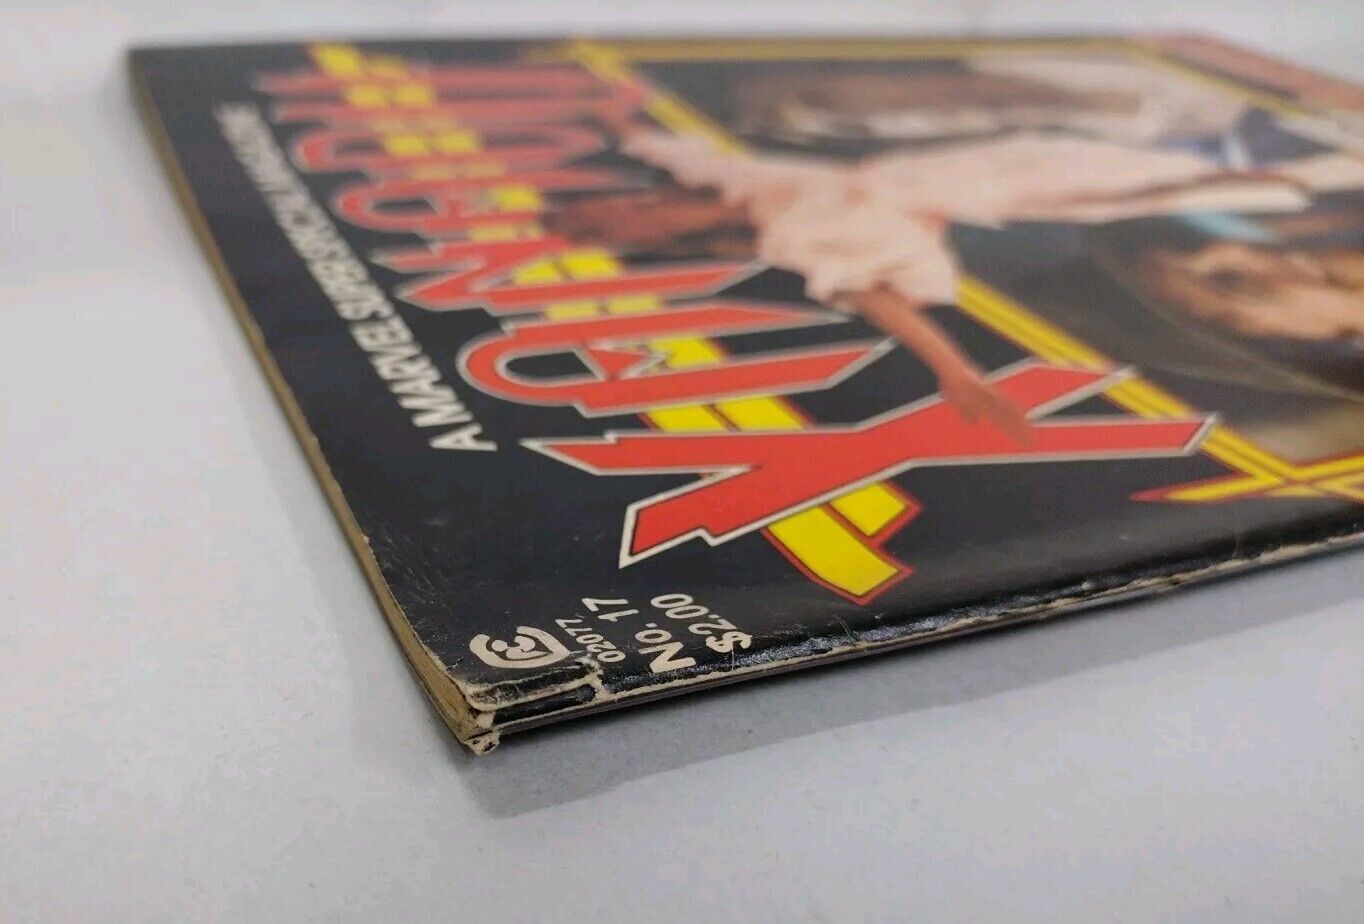 A MARVEL SUPER SPECIAL MAGAZINE
XANADU
02077
No. 17
$2.00